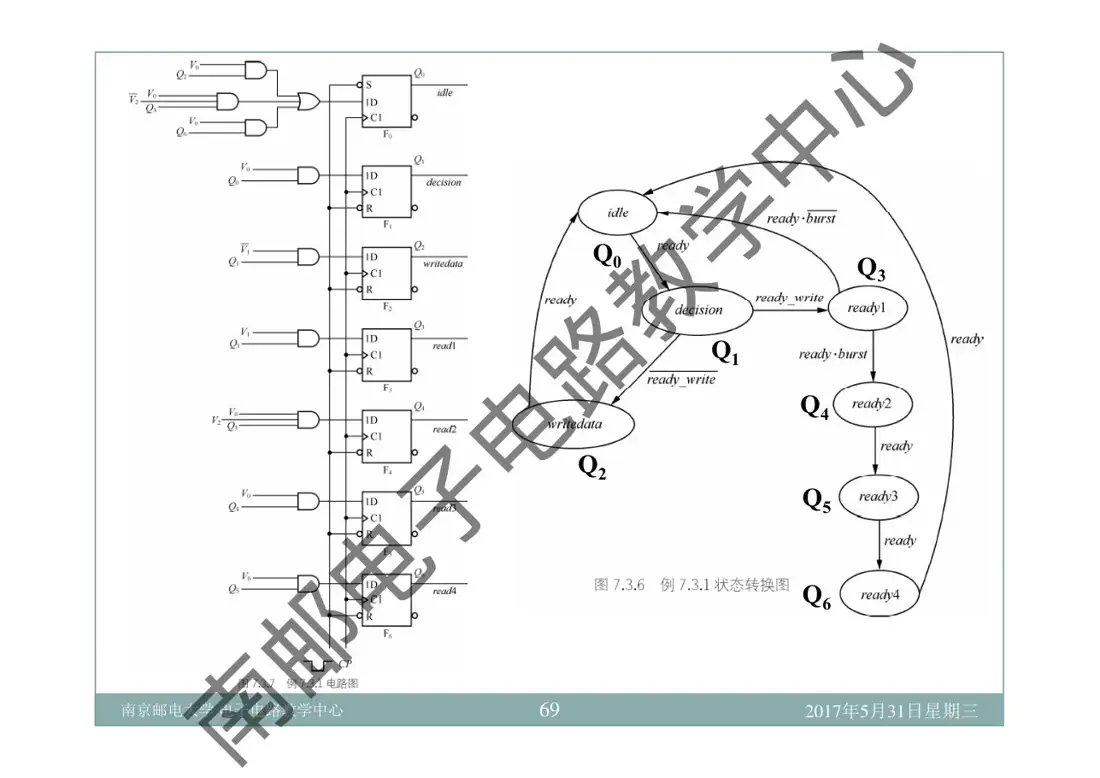 V₀
Q₂
V̅₂
V₀
Q₃
V₀
Q₆
S
1D
C1
Q₀
idle
F₀
V₀
Q₀
1D
C1
R
Q₁
decision
F₁
V̅₁
Q₁
1D
C1
R
Q₂
writedata
F₂
V₁
Q₁
1D
C1
R
Q₃
read1
F₃
V₀
V₂
Q₃
1D
C1
R
Q₄
read2
F₄
V₀
Q₄
1D
C1
R
Q₅
read3
V₀
Q₅
1D
C1
R
read4
F₆
CP
图 7.3.7 例 7.3.1 电路图
idle
Q₀
ready
ready·b̅u̅r̅s̅t̅
decision
Q₁
ready_write
Q₃
ready1
ready
r̅e̅a̅d̅y̅_̅w̅r̅i̅t̅e̅
writedata
Q₂
ready·burst
Q₄
ready2
ready
Q₅
ready3
ready
Q₆
ready4
ready
图 7.3.6 例 7.3.1 状态转换图
南邮电子电路教学中心
南京邮电大学 电子电路教学中心
69
2017年5月31日星期三